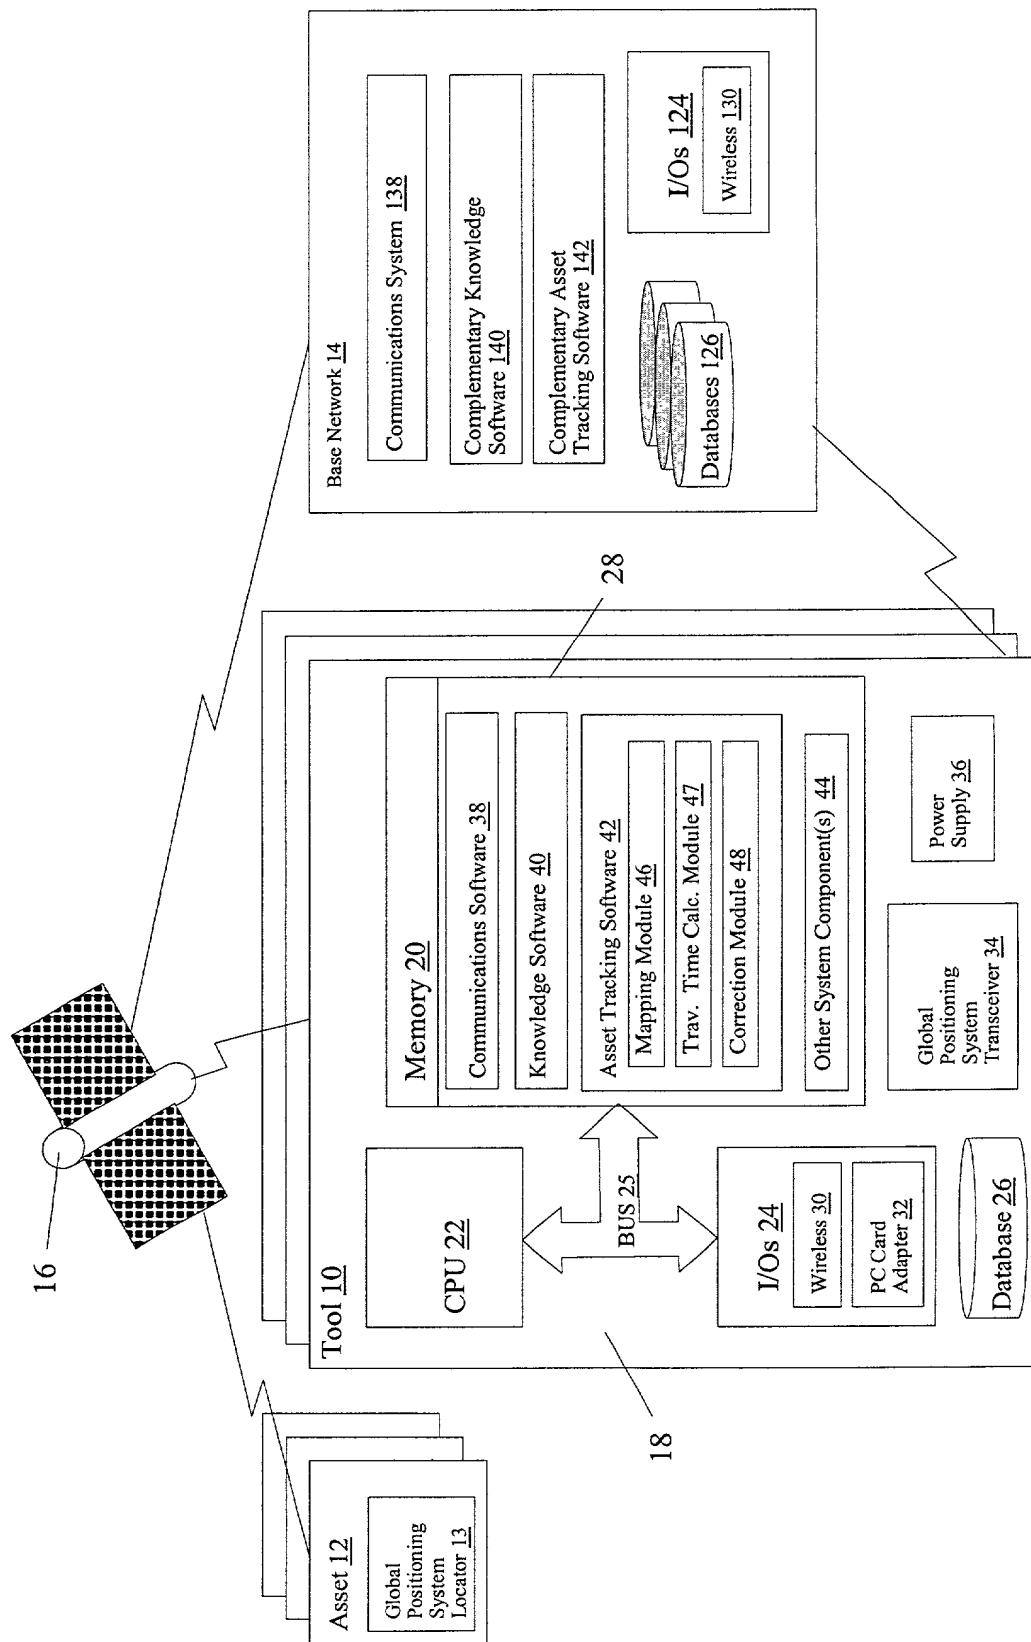 16
Asset 12
Global
Positioning
System
Locator 13
Tool 10
18
CPU 22
BUS 25
I/Os 24
Wireless 30
PC Card
Adapter 32
Database 26
Memory 20
28
Communications Software 38
Knowledge Software 40
Asset Tracking Software 42
Mapping Module 46
Trav. Time Calc. Module 47
Correction Module 48
Other System Component(s) 44
Global
Positioning
System
Transceiver 34
Power
Supply 36
Base Network 14
Communications System 138
Complementary Knowledge
Software 140
Complementary Asset
Tracking Software 142
Databases 126
I/Os 124
Wireless 130